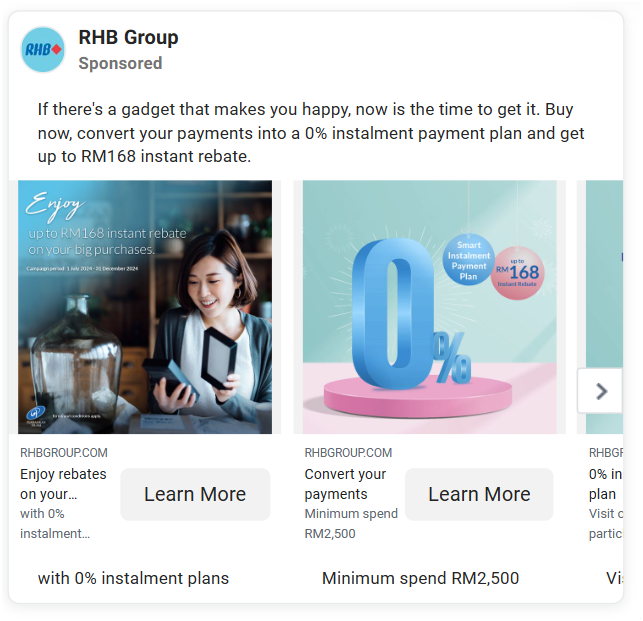 RHB
RHB Group
Sponsored
If there's a gadget that makes you happy, now is the time to get it. Buy
now, convert your payments into a 0% instalment payment plan and get
up to RM168 instant rebate.
Enjoy
up to RM168 instant rebate
on your big purchases.
Campaign period: 1 July 2024 - 31 December 2024
Smart
Instalment
Payment
Plan
up to
RM168
Instant Rebate
0%
RHBGROUP.COM
Enjoy rebates
on your…
with 0%
instalment…
Learn More
with 0% instalment plans
RHBGROUP.COM
Convert your
payments
Minimum spend
RM2,500
Learn More
Minimum spend RM2,500
RHBGF
0% in
plan
Visit
partic
Vi